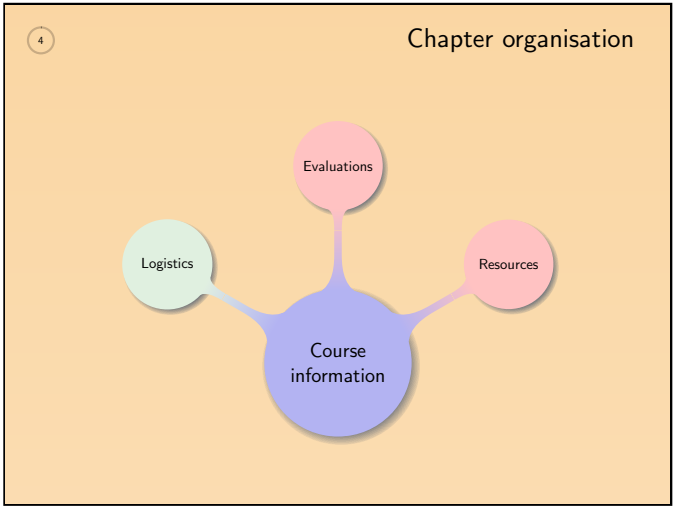 4
Chapter organisation
Evaluations
Logistics
Resources
Course
information